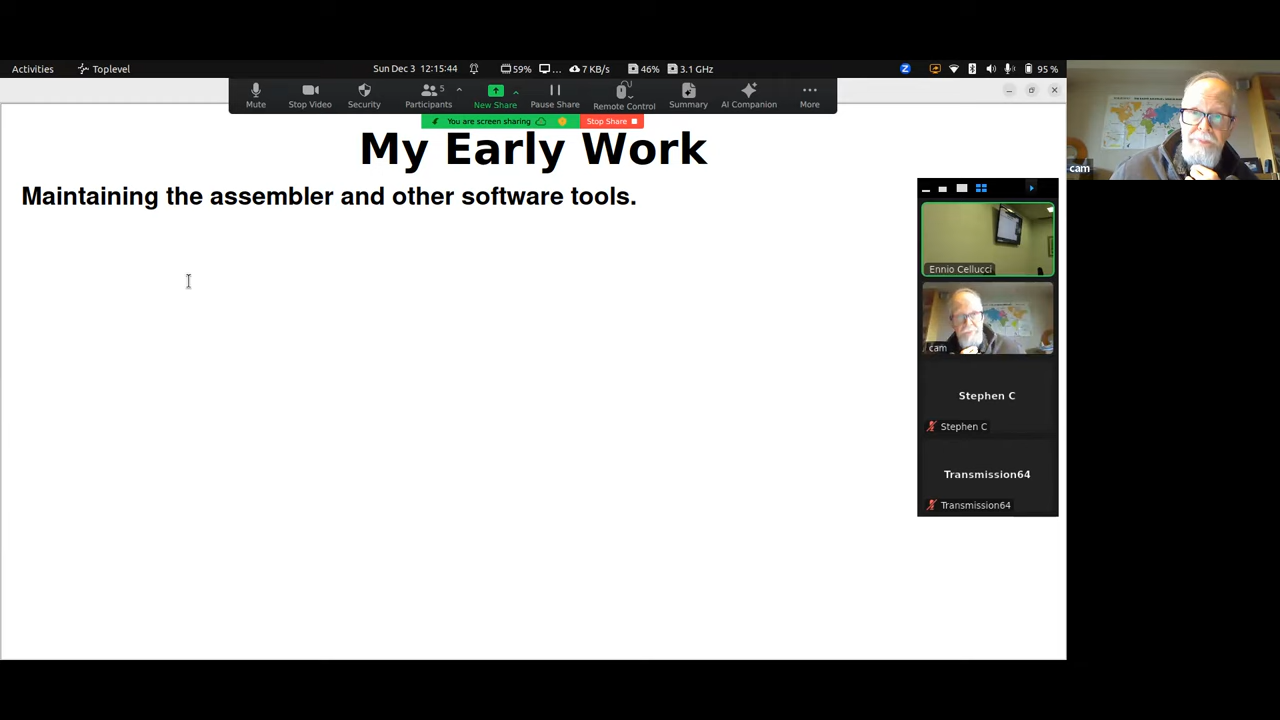 Activities
Toplevel
Sun Dec 3 12:15:44
59%
...
7 KB/s
46%
3.1 GHz
95 %
Mute
Stop Video
Security
5
Participants
New Share
Pause Share
Remote Control
Summary
AI Companion
More
You are screen sharing
Stop Share
My Early Work
Maintaining the assembler and other software tools.
Ennio Cellucci
cam
Stephen C
Stephen C
Transmission64
Transmission64
cam